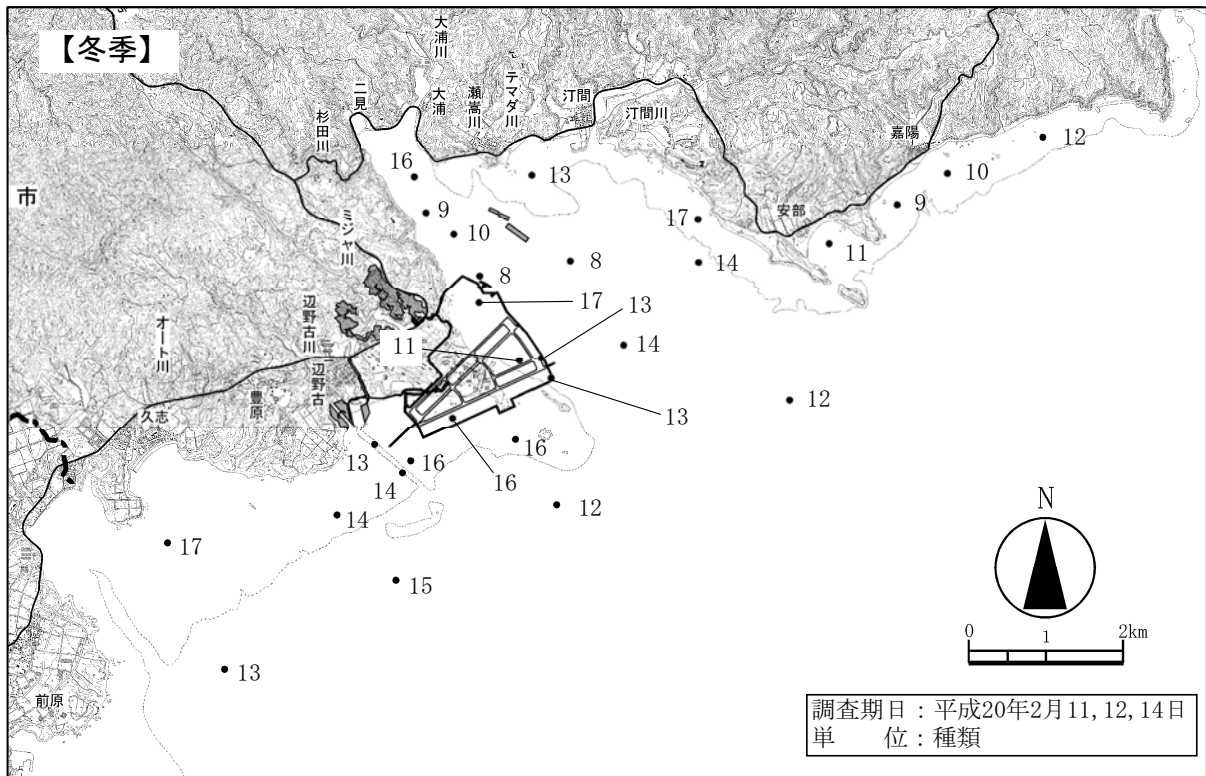 【冬季】
大浦川
二見
大浦
瀬嵩川
テマダ川
汀間
汀間川
杉田川
嘉陽
12
16
13
10
市
9
9
ミジャ川
17
安部
10
11
8
14
8
17
13
辺野古川
オート川
11
14
辺野古
豊原
12
13
久志
13
16
16
16
14
14
12
17
N
15
0
1
2km
13
前原
調査期日：平成20年2月11,12,14日
単　　位：種類